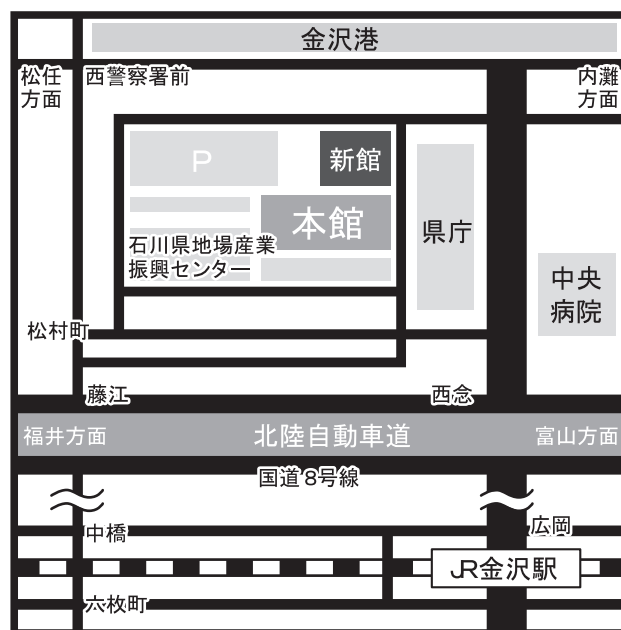 金沢港
松任
方面
西警察署前
内灘
方面
P
新館
本館
県庁
石川県地場産業
振興センター
中央
病院
松村町
藤江
西念
福井方面
北陸自動車道
富山方面
国道8号線
中橋
広岡
JR金沢駅
六枚町